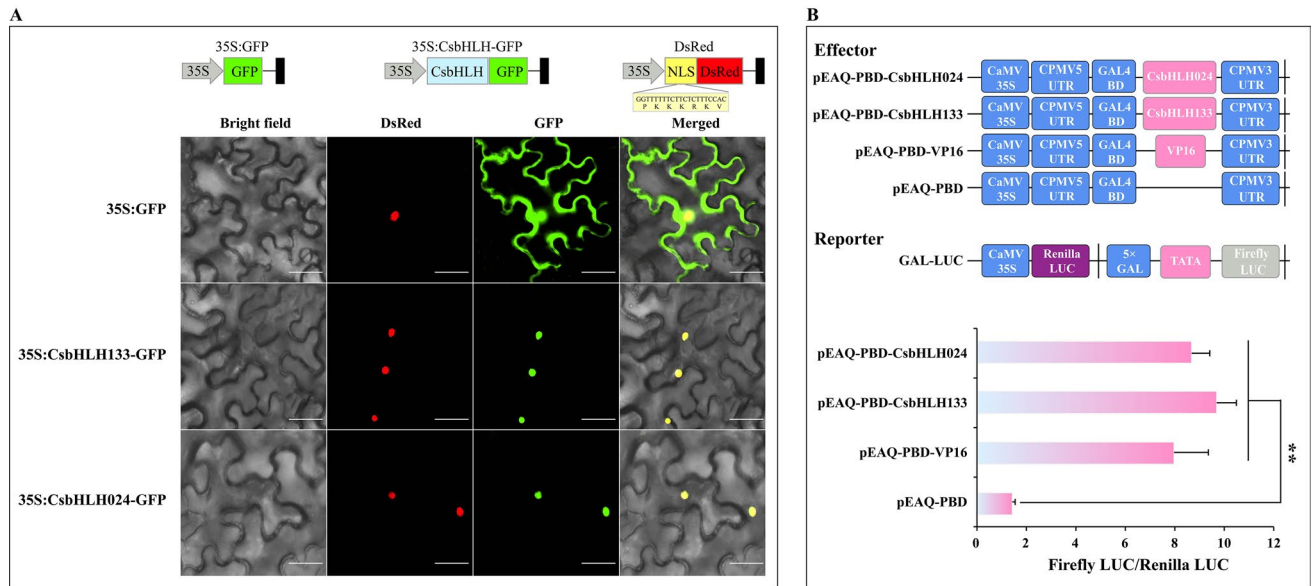 A
35S:GFP
35S:CsbHLH-GFP
DsRed
35S
GFP
35S
CsbHLH
GFP
35S
NLS
DsRed
GGTTTTTTCTTCTCTTTCCAC
P K K K R K V
Bright field
DsRed
GFP
Merged
35S:GFP
35S:CsbHLH133-GFP
35S:CsbHLH024-GFP
B
Effector
pEAQ-PBD-CsbHLH024
CaMV
35S
CPMV5
UTR
GAL4
BD
CsbHLH024
CPMV3
UTR
pEAQ-PBD-CsbHLH133
CaMV
35S
CPMV5
UTR
GAL4
BD
CsbHLH133
CPMV3
UTR
pEAQ-PBD-VP16
CaMV
35S
CPMV5
UTR
GAL4
BD
VP16
CPMV3
UTR
pEAQ-PBD
CaMV
35S
CPMV5
UTR
GAL4
BD
CPMV3
UTR
Reporter
GAL-LUC
CaMV
35S
Renilla
LUC
5×
GAL
TATA
Firefly
LUC
pEAQ-PBD-CsbHLH024
pEAQ-PBD-CsbHLH133
pEAQ-PBD-VP16
pEAQ-PBD
**
0 2 4 6 8 10 12
Firefly LUC/Renilla LUC